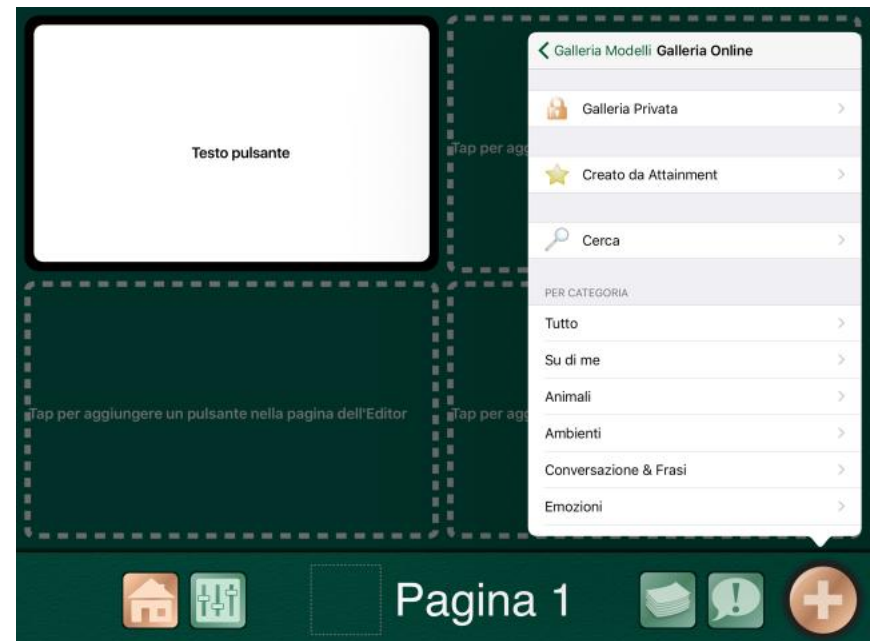 Testo pulsante
Tap per agg
Tap per aggiungere un pulsante nella pagina dell'Editor
Tap per agg
Galleria Modelli Galleria Online
Galleria Privata
Creato da Attainment
Cerca
PER CATEGORIA
Tutto
Su di me
Animali
Ambienti
Conversazione & Frasi
Emozioni
Pagina 1